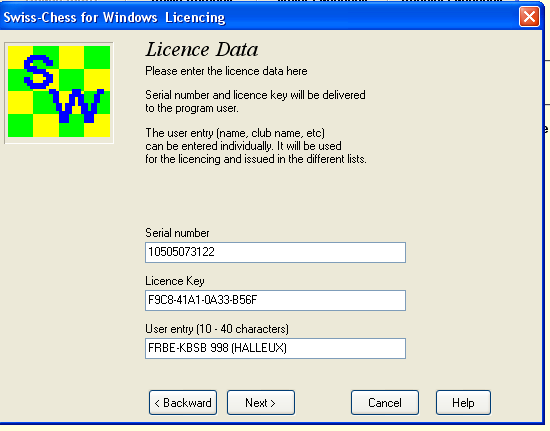 Swiss-Chess for Windows Licencing
SW
Licence Data
Please enter the licence data here
Serial number and licence key will be delivered
to the program user.
The user entry (name, club name, etc)
can be entered individually. It will be used
for the licencing and issued in the different lists.
Serial number
10505073122
Licence Key
F9C8-41A1-0A33-B56F
User entry (10 - 40 characters)
FRBE-KBSB 998 (HALLEUX)
< Backward Next > Cancel Help